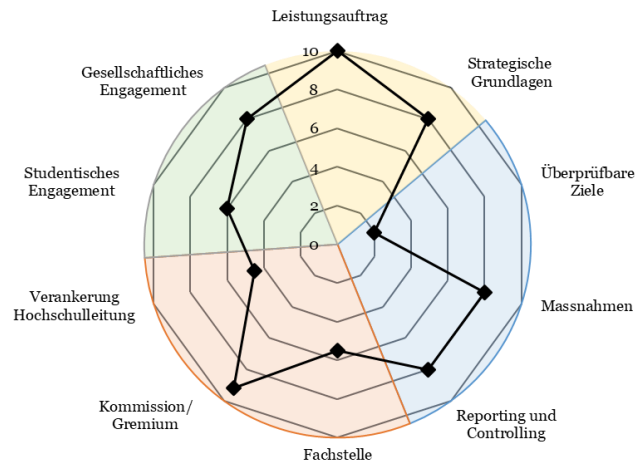 Leistungsauftrag
Strategische
Grundlagen
Überprüfbare
Ziele
Massnahmen
Reporting und
Controlling
Fachstelle
Kommission/
Gremium
Verankerung
Hochschulleitung
Studentisches
Engagement
Gesellschaftliches
Engagement
10
8
6
4
2
0